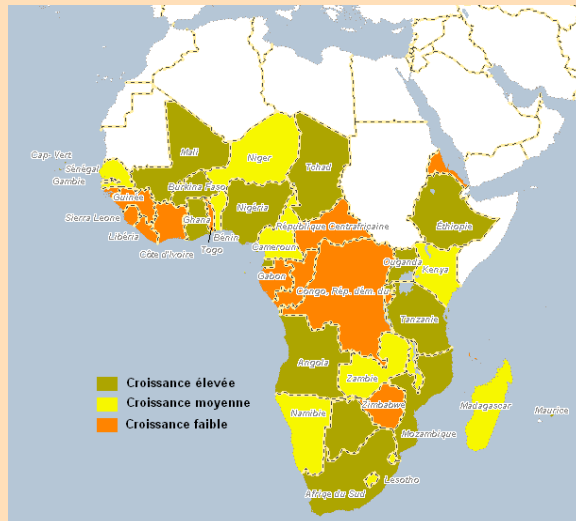 Cap- Vert
Sénégal
Gambie
Mali
Niger
Tchad
Guinée
Burkina Faso
Sierra Leone
Libéria
Côte d'Ivoire
Ghana
Togo
Bénin
Nigéria
Cameroun
République Centrafricaine
Éthiopie
Ouganda
Kenya
Gabon
Congo, Rép. dém. du
Tanzanie
Angola
Zambie
Zimbabwe
Namibie
Mozambique
Madagascar
Maurice
Lesotho
Afriqe du Sud
Croissance élevée
Croissance moyenne
Croissance faible